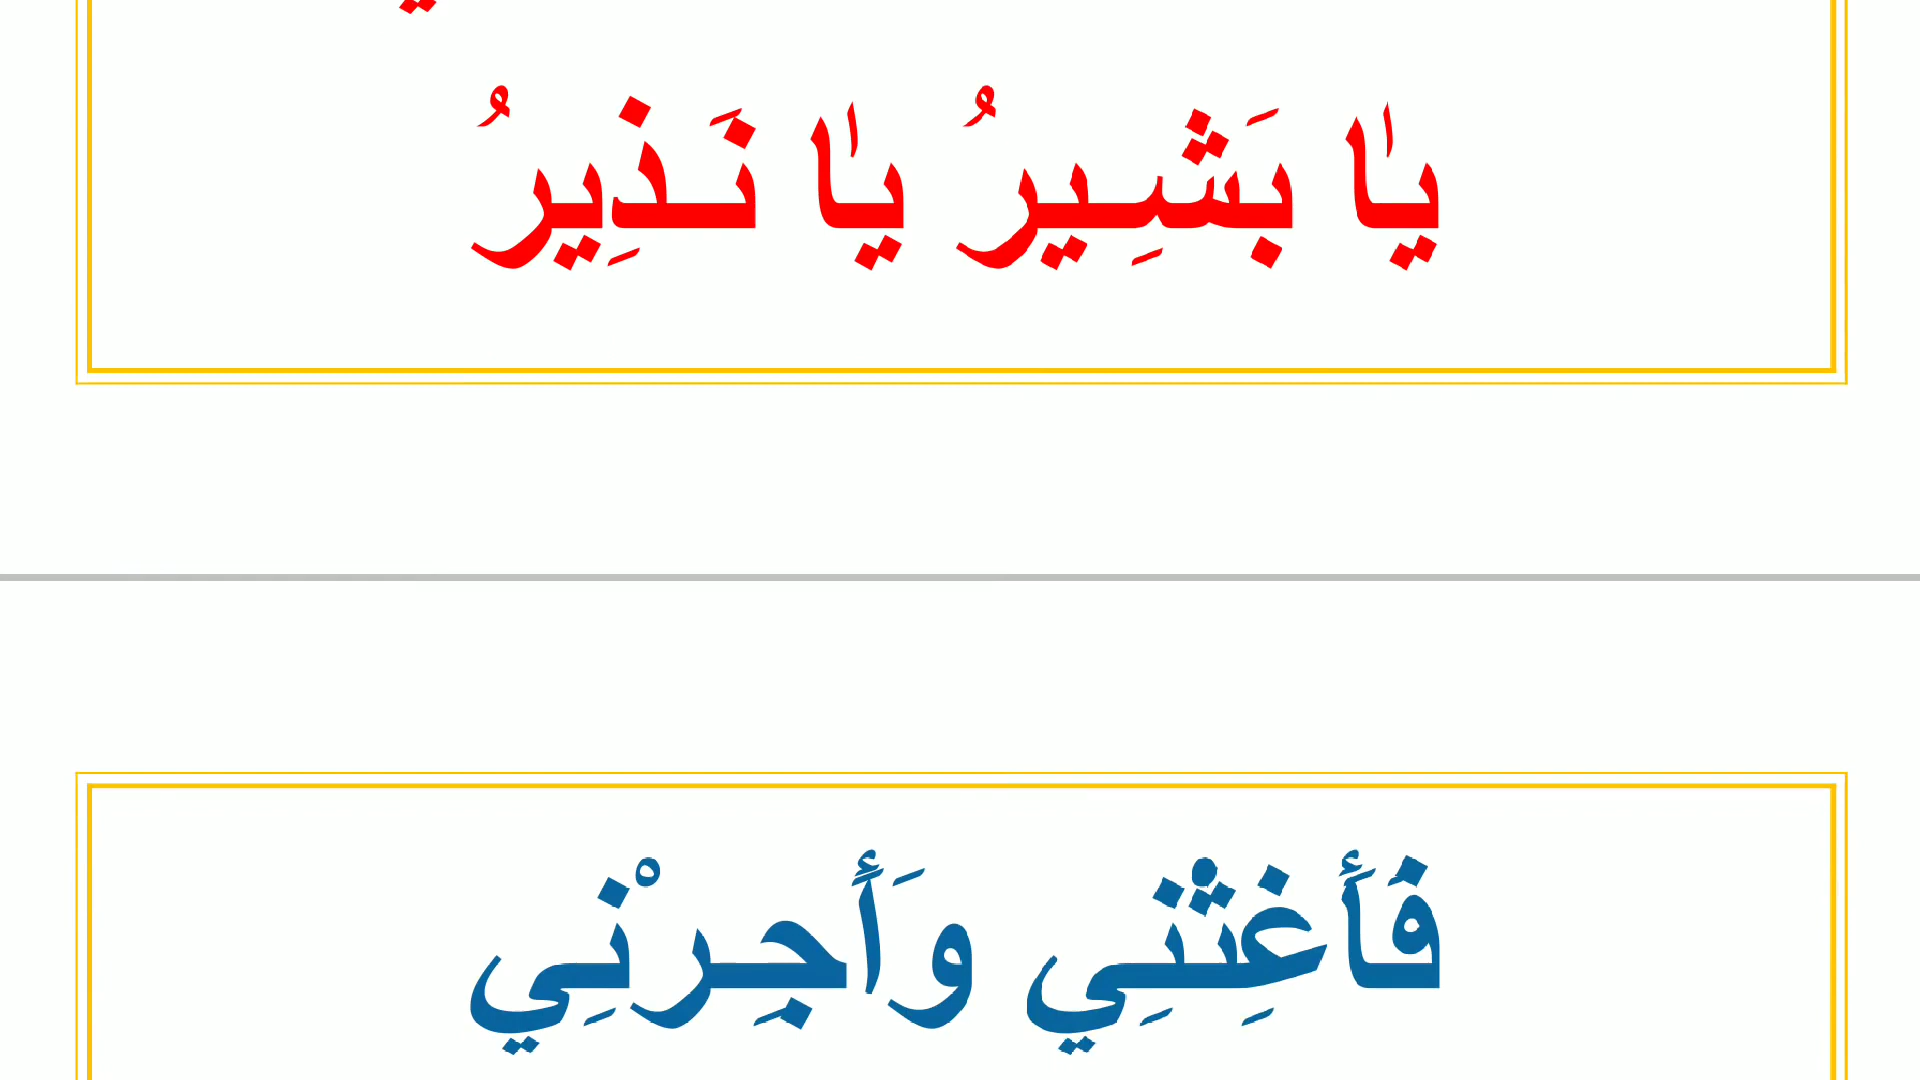 يٰا بَشِيرُ يٰا نَذِيرُ
فَأَغِثْنِي وَأَجِرْنِي